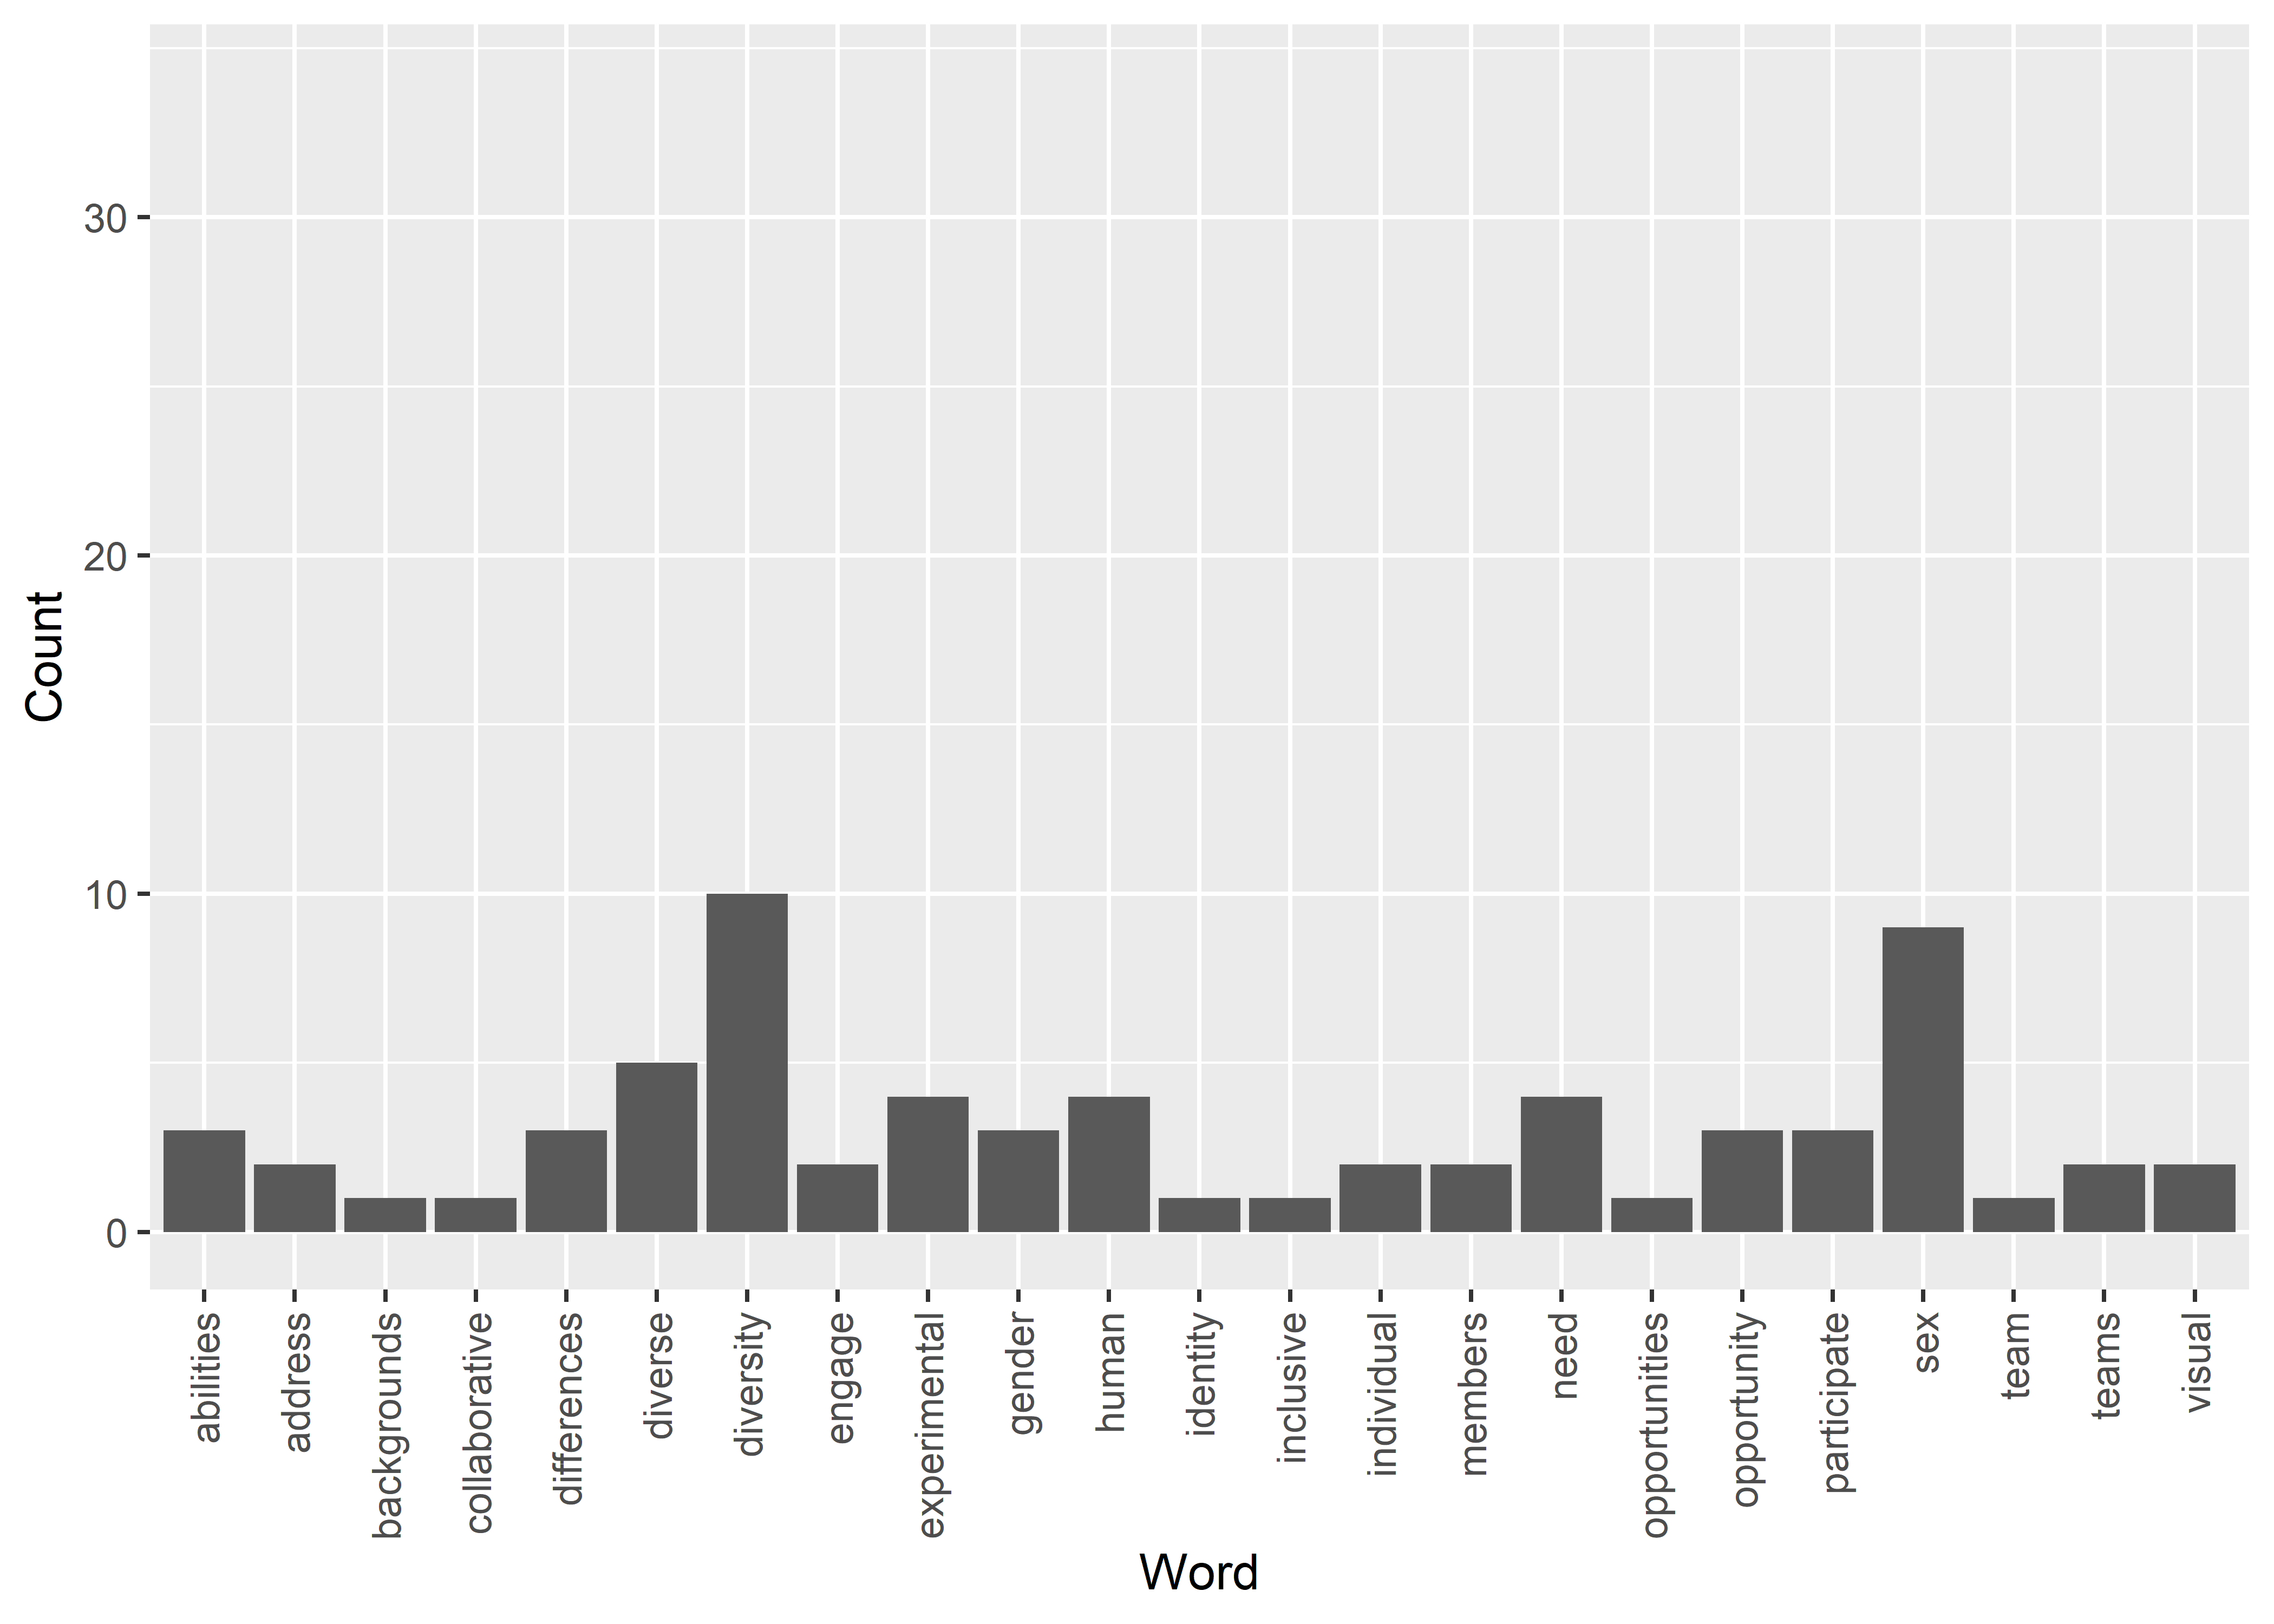 Count
30
20
10
0
abilities
address
backgrounds
collaborative
differences
diverse
diversity
engage
experimental
gender
human
identity
inclusive
individual
members
need
opportunities
opportunity
participate
sex
team
teams
visual
Word